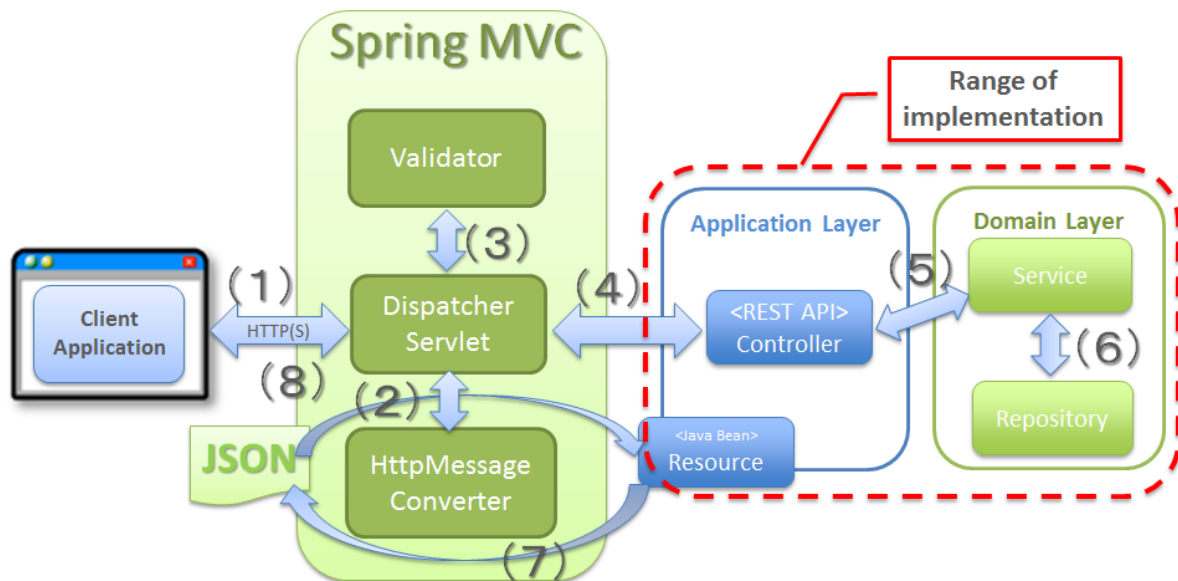 Spring MVC
Range of
implementation
Validator
Application Layer
Domain Layer
(3)
(1)
(4)
(5)
Service
Client
Application
HTTP(S)
Dispatcher
Servlet
<REST API>
Controller
(8)
(2)
(6)
Repository
JSON
HttpMessage
Converter
<Java Bean>
Resource
(7)